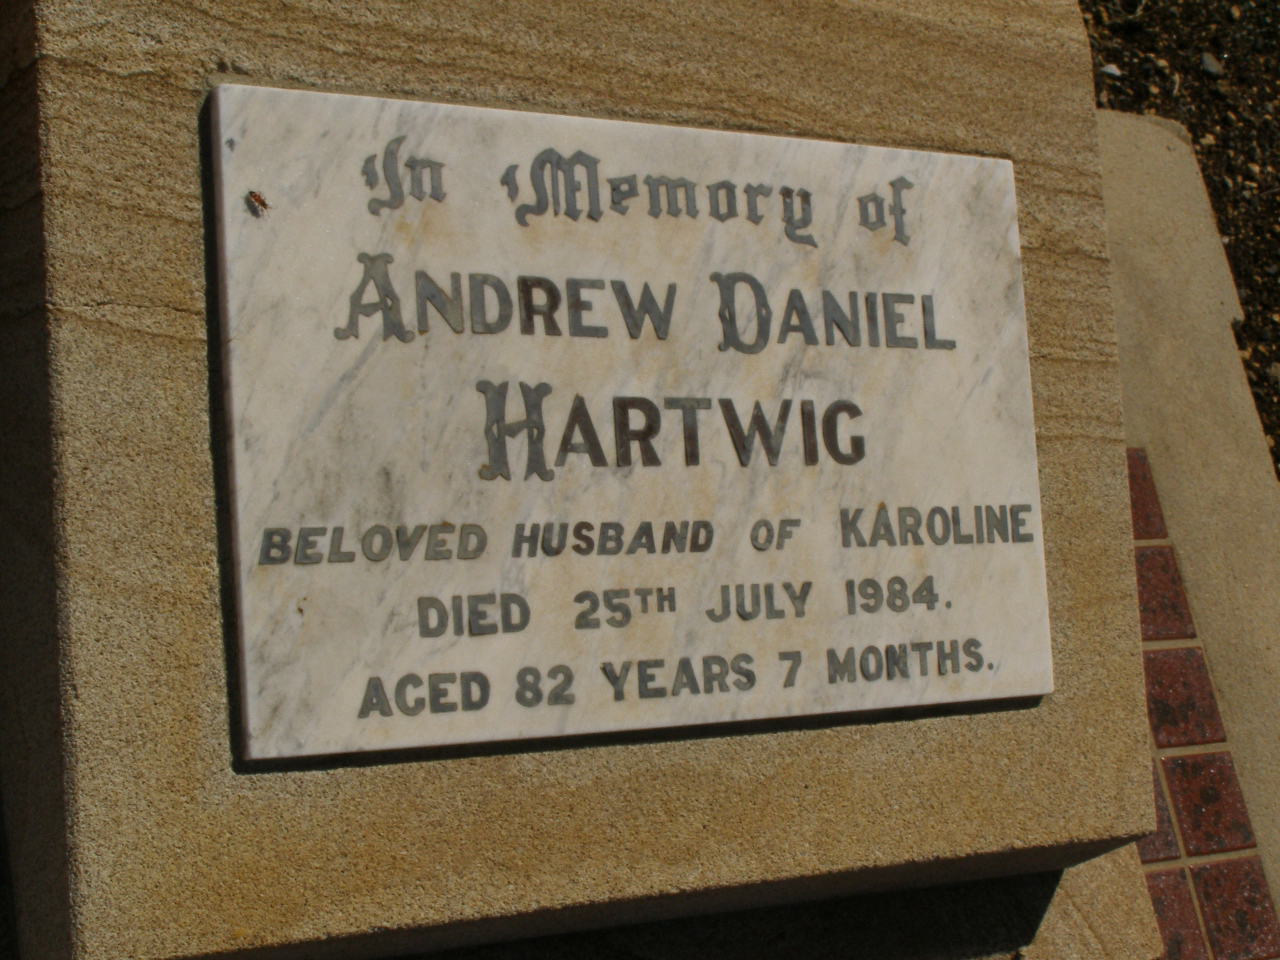 In Memory of
ANDREW DANIEL
HARTWIG
BELOVED HUSBAND OF KAROLINE
DIED 25TH JULY 1984.
AGED 82 YEARS 7 MONTHS.